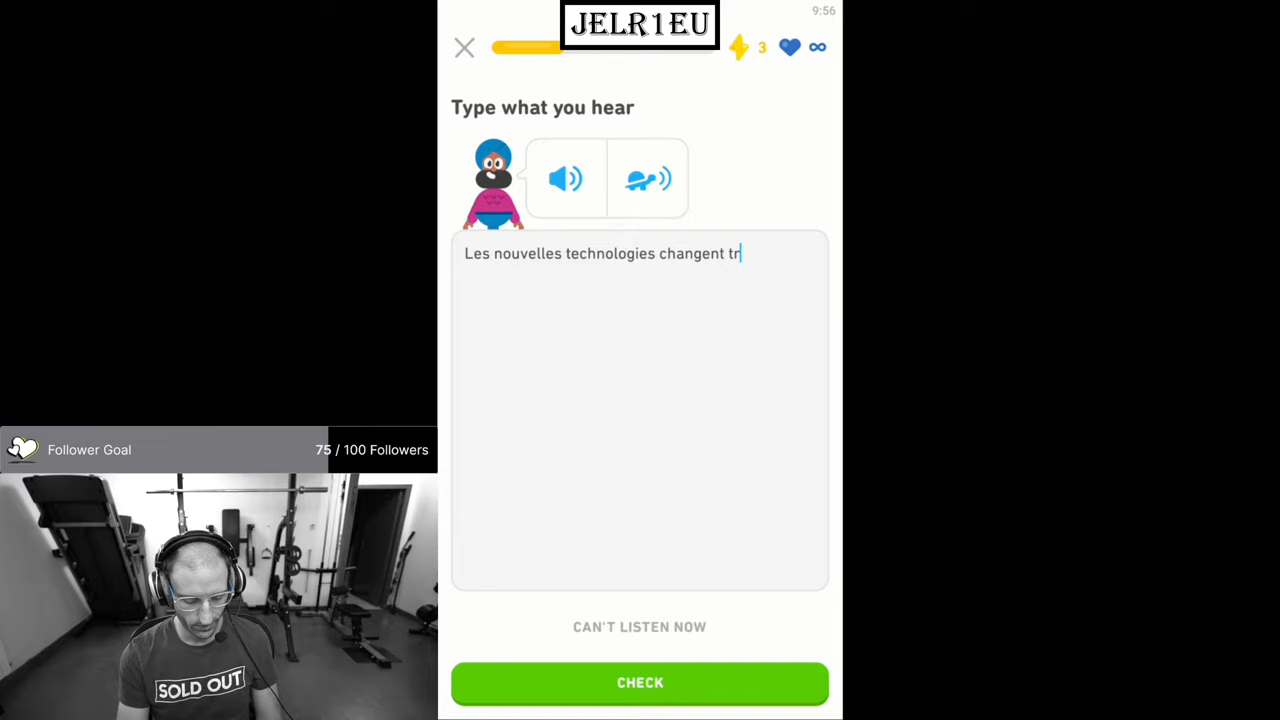 JELR1EU
9:56
3
Type what you hear
Les nouvelles technologies changent tr
Follower Goal
75 / 100 Followers
SOLD OUT
CAN'T LISTEN NOW
CHECK